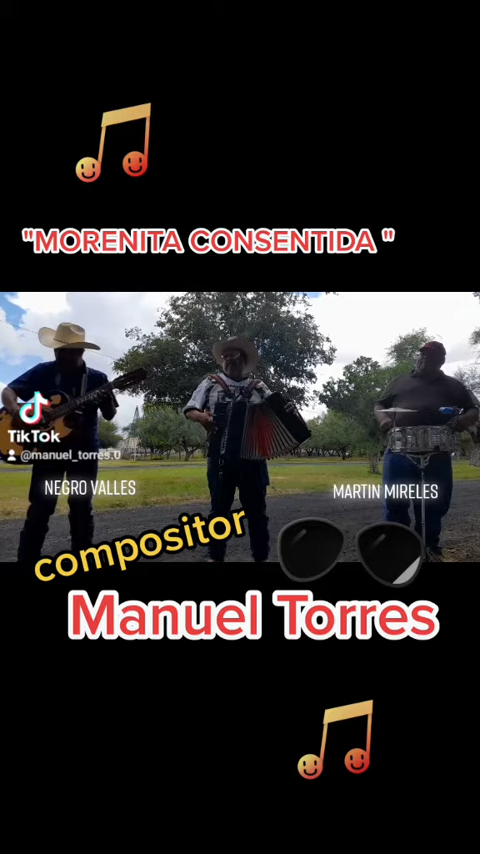 "MORENITA CONSENTIDA "
TikTok
@manuel_torres.0
NEGRO VALLES
MARTIN MIRELES
compositor
Manuel Torres